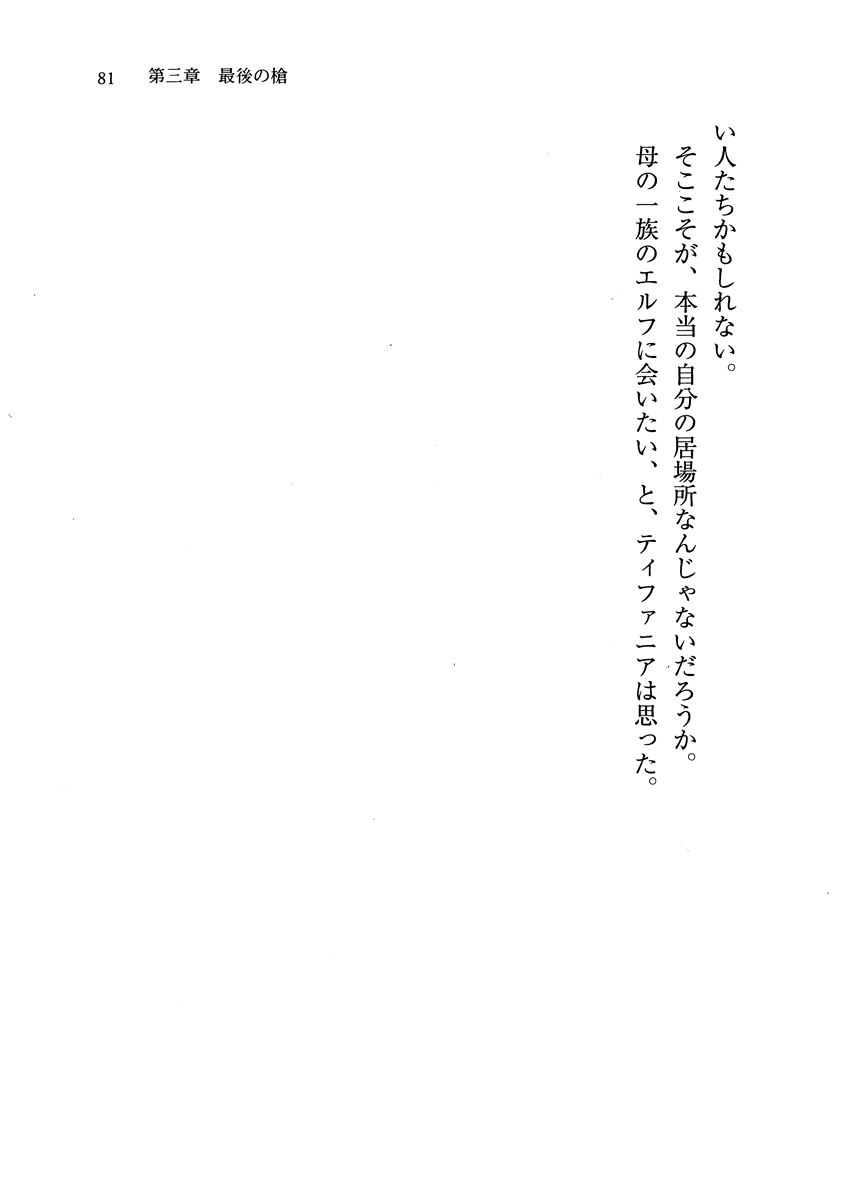 81 第三章 最後の槍
い人たちかもしれない。
そここそが、本当の自分の居場所なんじゃないだろうか。
母の一族のエルフに会いたい、と、ティファニアは思った。